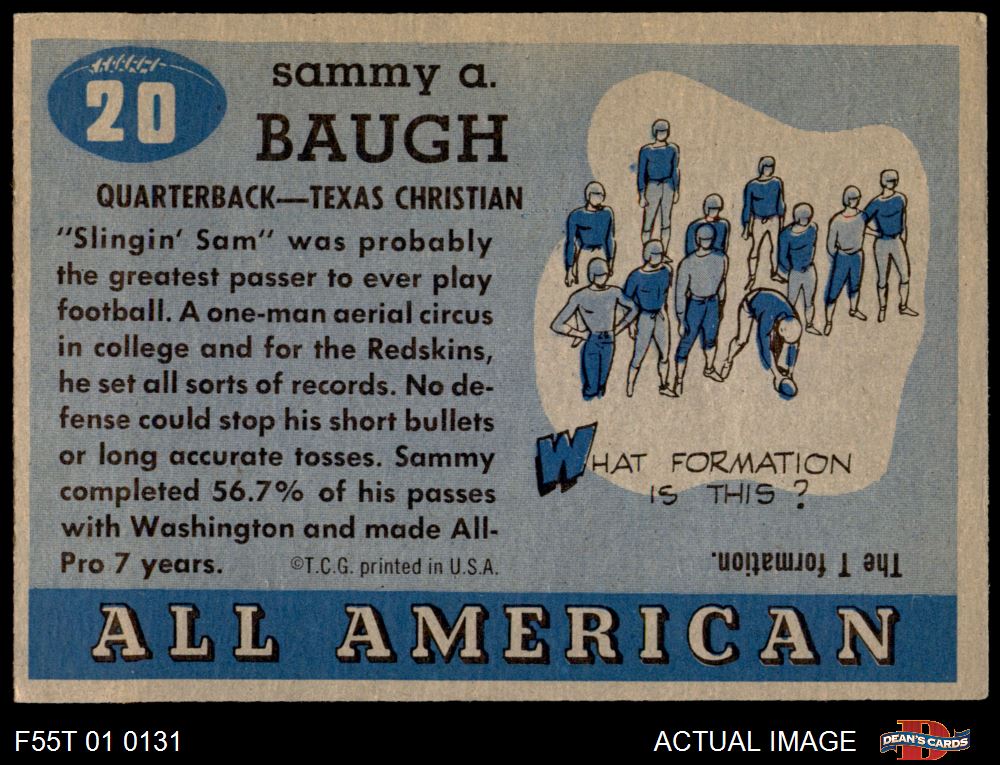 20
sammy a.
BAUGH
QUARTERBACK—TEXAS CHRISTIAN
"Slingin' Sam" was probably
the greatest passer to ever play
football. A one-man aerial circus
in college and for the Redskins,
he set all sorts of records. No de-
fense could stop his short bullets
or long accurate tosses. Sammy
completed 56.7% of his passes
with Washington and made All-
Pro 7 years.
©T.C.G. printed in U.S.A.
WHAT FORMATION
IS THIS?
The T formation.
ALL AMERICAN
F55T 01 0131
ACTUAL IMAGE
DEAN'S CARDS